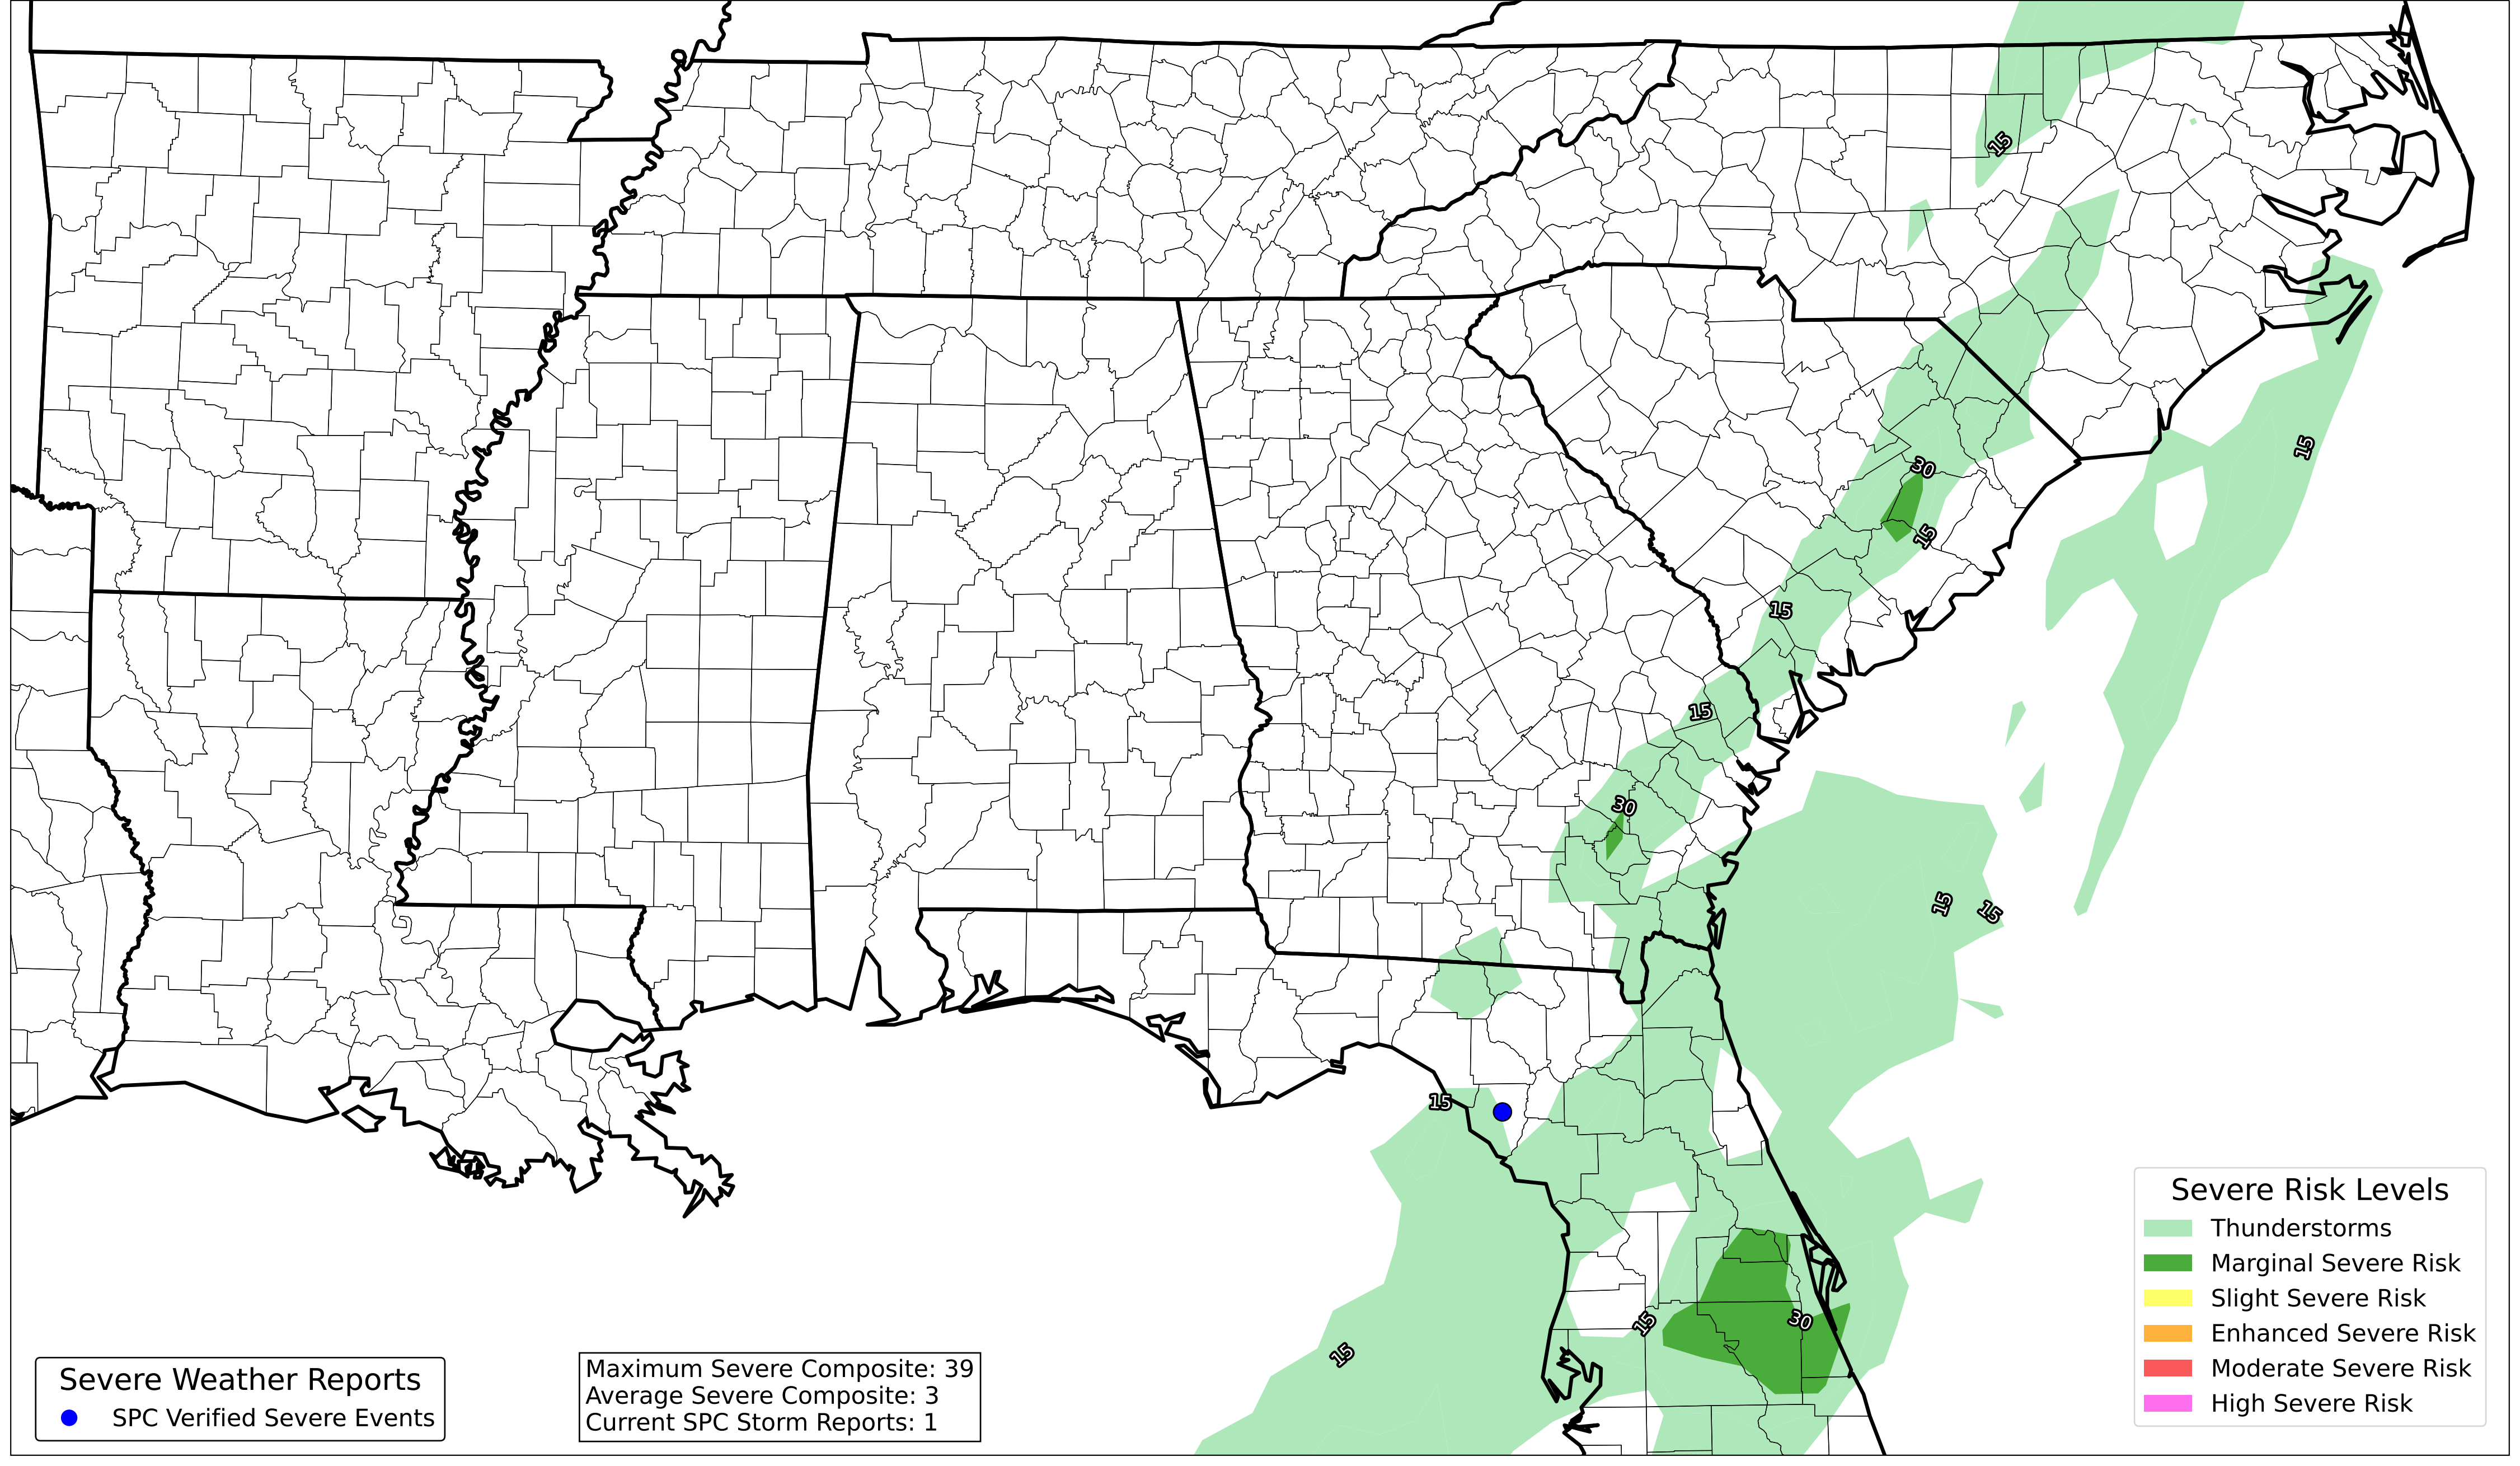 15
30
15
15
15
15
30
15
15
15
15
30
15
Severe Risk Levels
Thunderstorms
Marginal Severe Risk
Slight Severe Risk
Enhanced Severe Risk
Moderate Severe Risk
High Severe Risk
Severe Weather Reports
SPC Verified Severe Events
Maximum Severe Composite: 39
Average Severe Composite: 3
Current SPC Storm Reports: 1